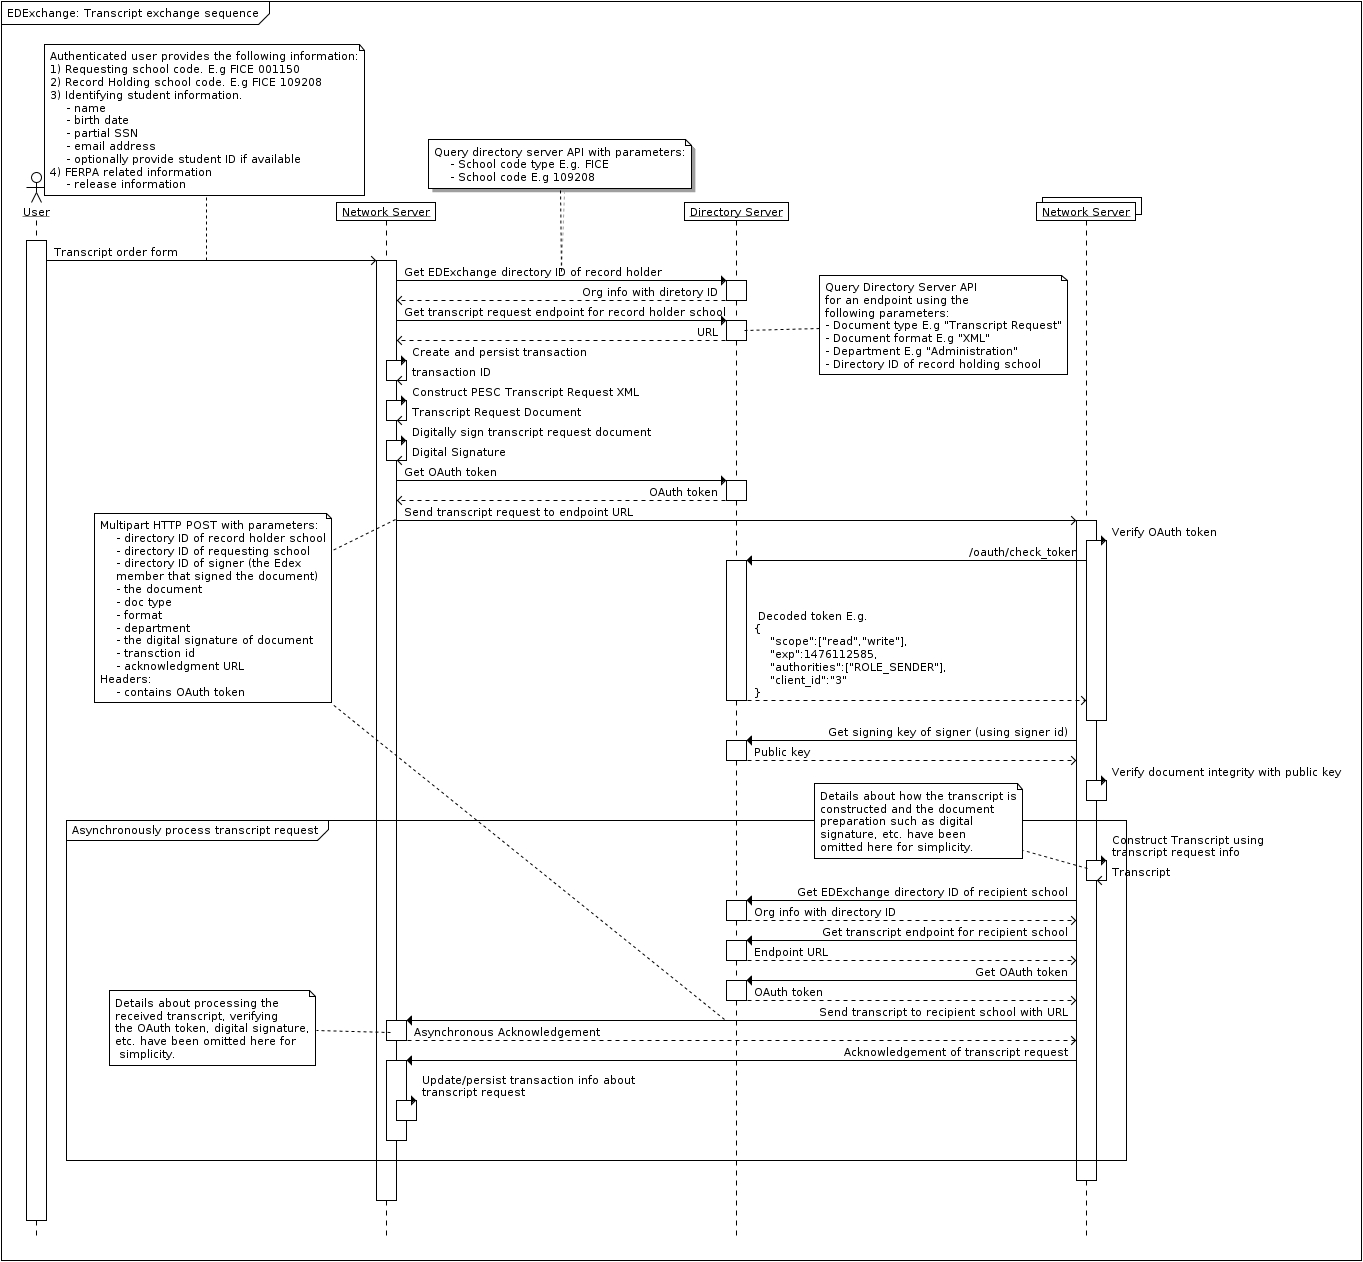 EDExchange: Transcript exchange sequence
Authenticated user provides the following information:
1) Requesting school code. E.g FICE 001150
2) Record Holding school code. E.g FICE 109208
3) Identifying student information.
- name
- birth date
- partial SSN
- email address
- optionally provide student ID if available
4) FERPA related information
- release information
Query directory server API with parameters:
- School code type E.g. FICE
- School code E.g 109208
User
Network Server
Directory Server
Network Server
Transcript order form
Get EDExchange directory ID of record holder
Org info with diretory ID
Get transcript request endpoint for record holder school
URL
Query Directory Server API
for an endpoint using the
following parameters:
- Document type E.g "Transcript Request"
- Document format E.g "XML"
- Department E.g "Administration"
- Directory ID of record holding school
Create and persist transaction
transaction ID
Construct PESC Transcript Request XML
Transcript Request Document
Digitally sign transcript request document
Digital Signature
Get OAuth token
OAuth token
Send transcript request to endpoint URL
Multipart HTTP POST with parameters:
- directory ID of record holder school
- directory ID of requesting school
- directory ID of signer (the Edex
member that signed the document)
- the document
- doc type
- format
- department
- the digital signature of document
- transction id
- acknowledgment URL
Headers:
- contains OAuth token
Verify OAuth token
/oauth/check_token
Decoded token E.g.
{
"scope":["read","write"],
"exp":1476112585,
"authorities":["ROLE_SENDER"],
"client_id":"3"
}
Get signing key of signer (using signer id)
Public key
Verify document integrity with public key
Details about how the transcript is
constructed and the document
preparation such as digital
signature, etc. have been
omitted here for simplicity.
Asynchronously process transcript request
Construct Transcript using
transcript request info
Transcript
Get EDExchange directory ID of recipient school
Org info with directory ID
Get transcript endpoint for recipient school
Endpoint URL
Get OAuth token
OAuth token
Send transcript to recipient school with URL
Details about processing the
received transcript, verifying
the OAuth token, digital signature,
etc. have been omitted here for
simplicity.
Asynchronous Acknowledgement
Acknowledgement of transcript request
Update/persist transaction info about
transcript request